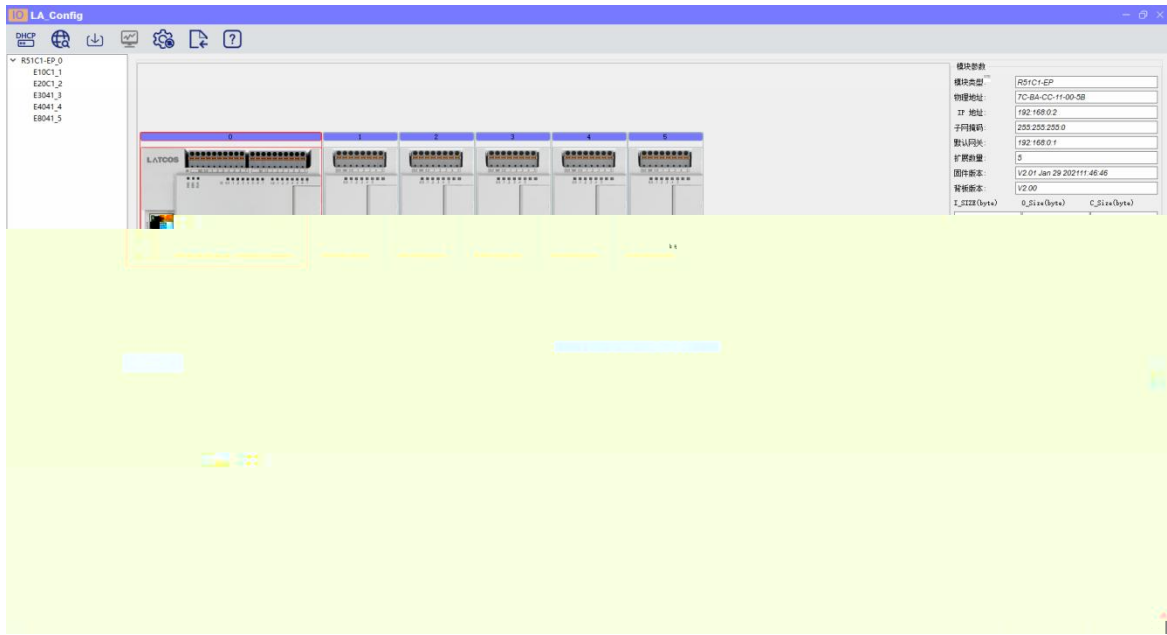 IO LA_Config
DHCP
R51C1-EP_0
E10C1_1
E20C1_2
E3041_3
E4041_4
E8041_5
0 1 2 3 4 5
LATCOS
模块参数
模块类型: R51C1-EP
物理地址: 7C-BA-CC-11-00-5B
IP 地址: 192:168:0:2
子网掩码: 255:255:255:0
默认网关: 192:168:0:1
扩展数量: 5
固件版本: V2.01 Jan 29 202111:46:46
背板版本: V2.00
I_SIZE(byte) O_Size(byte) C_Size(byte)